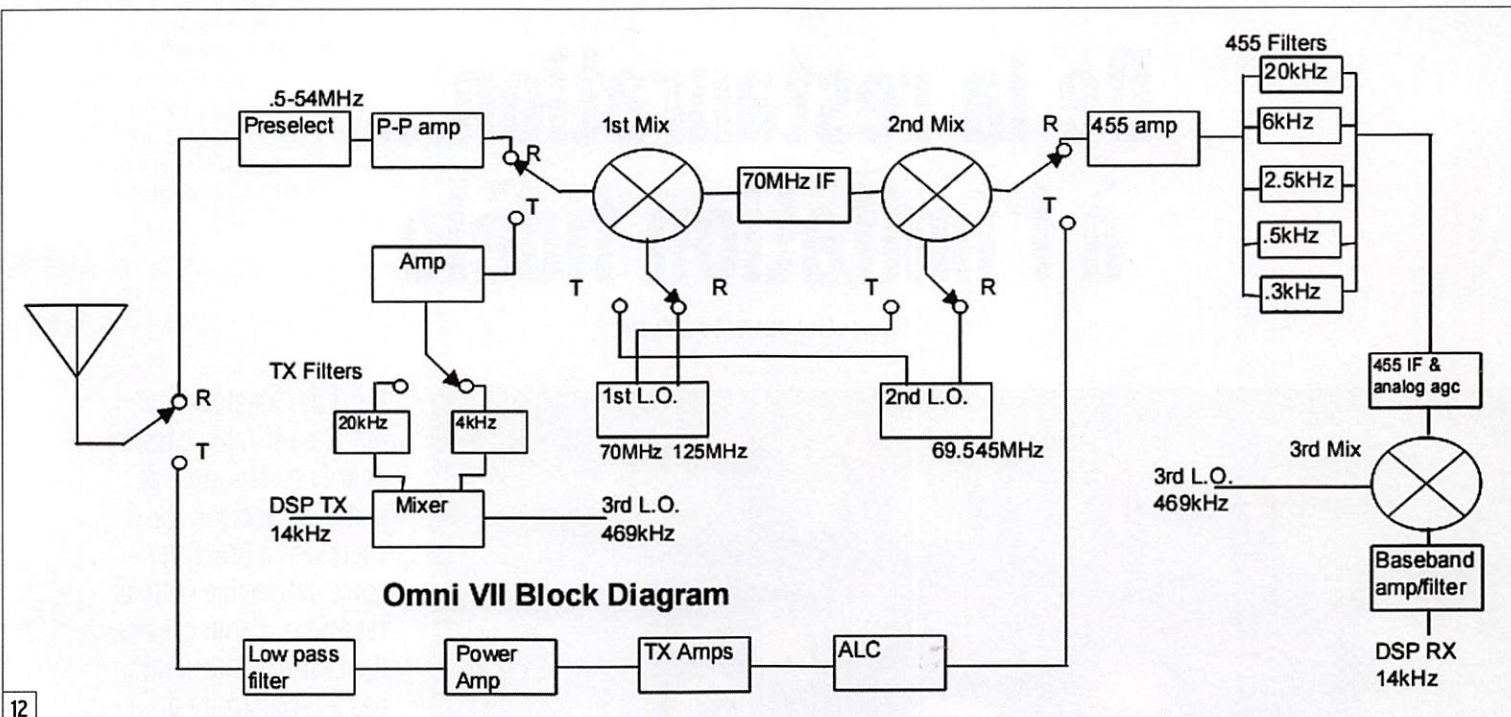 455 Filters
20kHz
6kHz
2.5kHz
.5kHz
.3kHz
.5-54MHz
Preselect
P-P amp
R
T
1st Mix
70MHz IF
2nd Mix
R
T
455 amp
Amp
T
R
T
R
TX Filters
20kHz
4kHz
1st L.O.
70MHz 125MHz
2nd L.O.
69.545MHz
455 IF &
analog agc
R
T
DSP TX
14kHz
Mixer
3rd L.O.
469kHz
3rd L.O.
469kHz
3rd Mix
Baseband
amp/filter
DSP RX
14kHz
Omni VII Block Diagram
Low pass
filter
Power
Amp
TX Amps
ALC
12